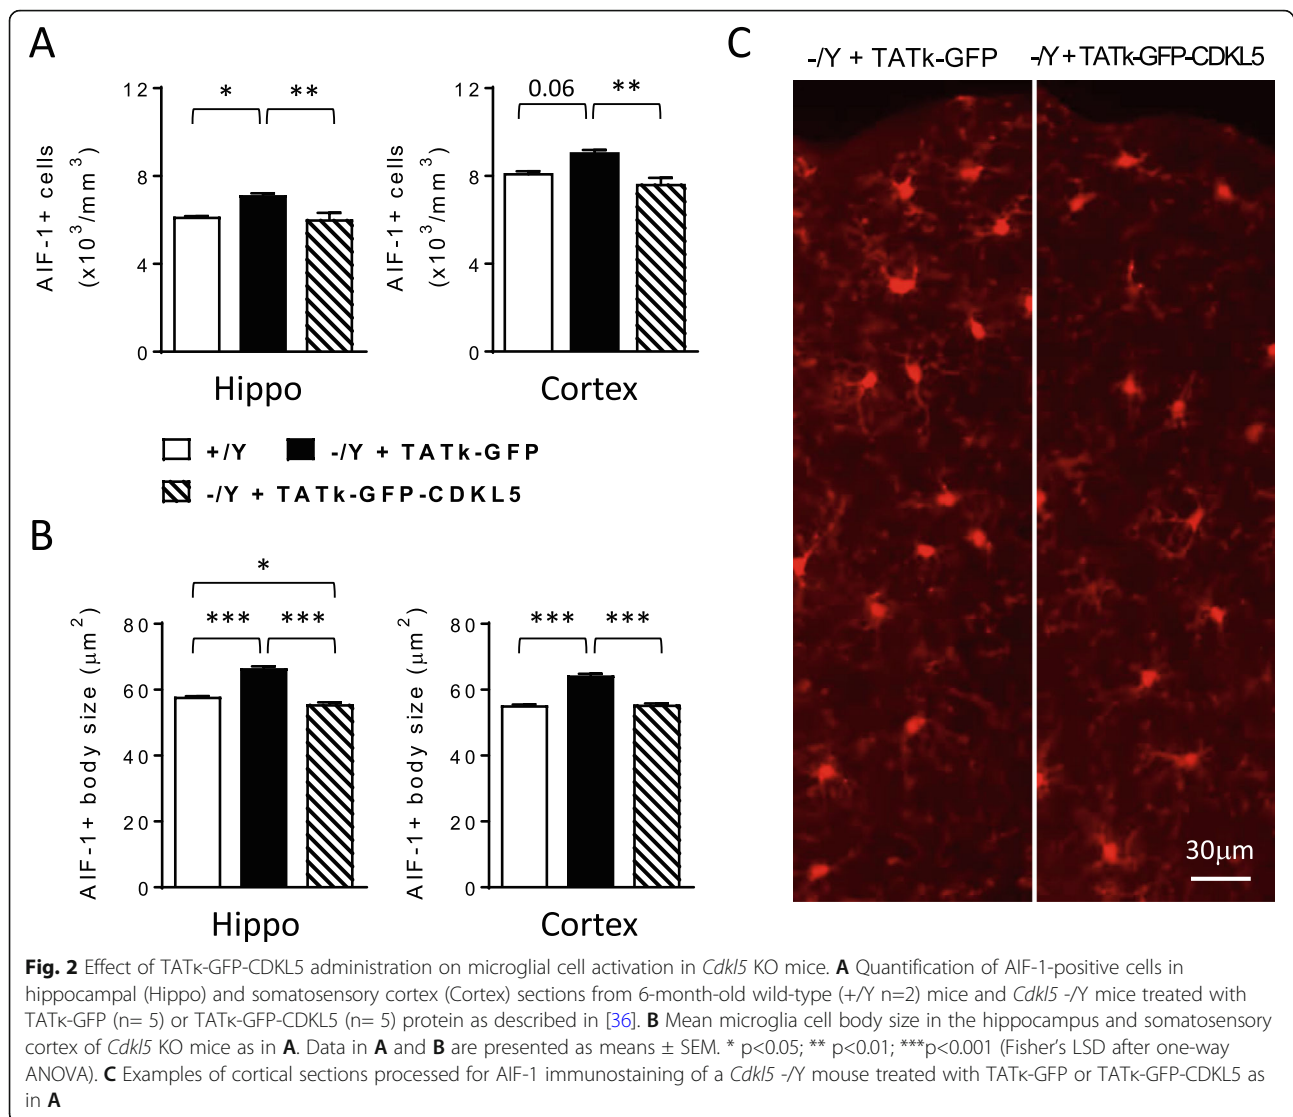 A
AIF-1+ cells
(x10³/mm³)
12
8
4
0
*
**
Hippo
AIF-1+ cells
(x10³/mm³)
12
8
4
0
0.06
**
Cortex
+/Y
-/Y + TATk-GFP
-/Y + TATk-GFP-CDKL5
B
AIF-1+ body size (μm²)
80
60
40
20
0
*
***
***
Hippo
AIF-1+ body size (μm²)
80
60
40
20
0
***
***
Cortex
C
-/Y + TATk-GFP
-/Y + TATk-GFP-CDKL5
30μm
Fig. 2 Effect of TATκ-GFP-CDKL5 administration on microglial cell activation in Cdkl5 KO mice. A Quantification of AIF-1-positive cells in
hippocampal (Hippo) and somatosensory cortex (Cortex) sections from 6-month-old wild-type (+/Y n=2) mice and Cdkl5 -/Y mice treated with
TATκ-GFP (n= 5) or TATκ-GFP-CDKL5 (n= 5) protein as described in [36]. B Mean microglia cell body size in the hippocampus and somatosensory
cortex of Cdkl5 KO mice as in A. Data in A and B are presented as means ± SEM. * p<0.05; ** p<0.01; ***p<0.001 (Fisher's LSD after one-way
ANOVA). C Examples of cortical sections processed for AIF-1 immunostaining of a Cdkl5 -/Y mouse treated with TATκ-GFP or TATκ-GFP-CDKL5 as
in A